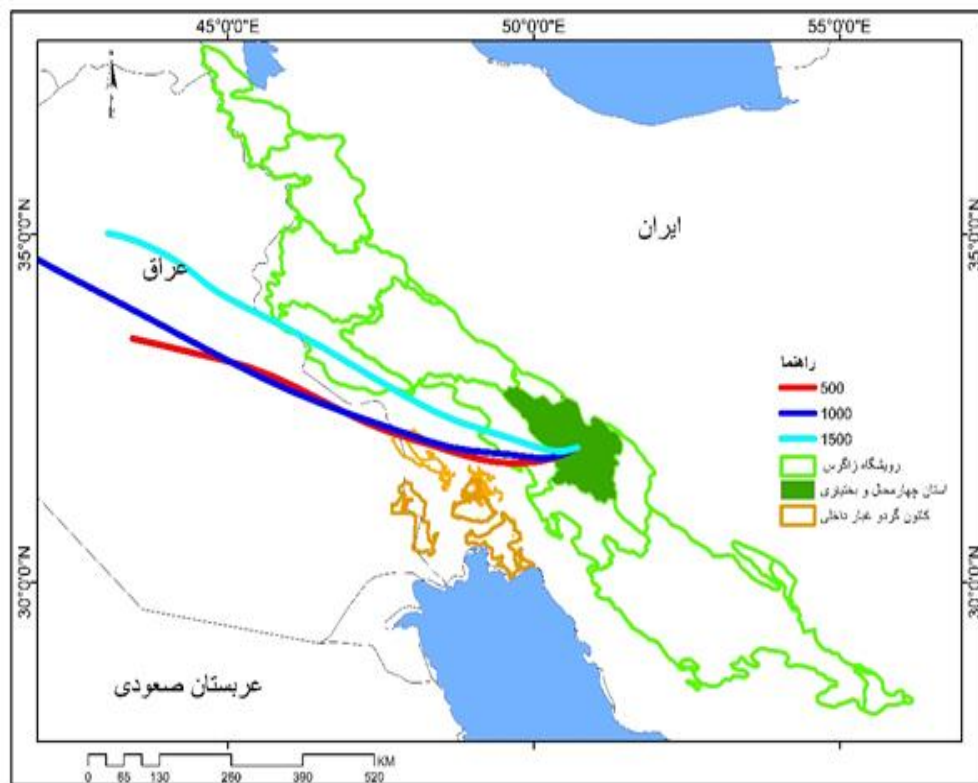 45°0'0"E 50°0'0"E 55°0'0"E
35°0'0"N 35°0'0"N
ایران
عراق
راهنما
500
1000
1500
رویشگاه زاگرس
استان چهارمحال و بختیاری
کانون گردو غبار داخلی
30°0'0"N 30°0'0"N
عربستان صعودی
KM
0 65 130 260 390 520